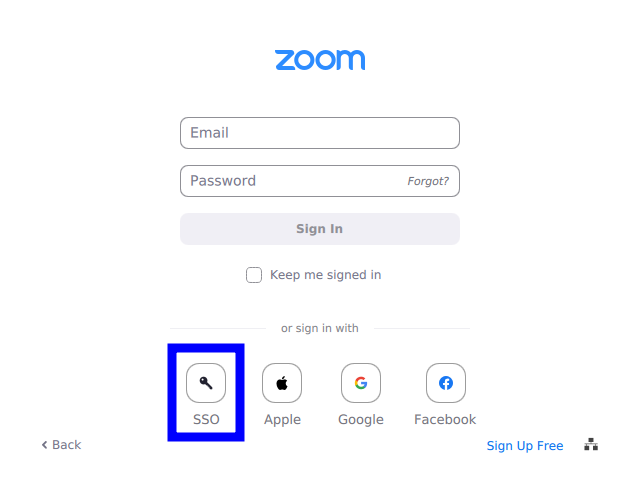 zoom
Email
Password Forgot?
Sign In
Keep me signed in
or sign in with
SSO Apple Google Facebook
Back Sign Up Free